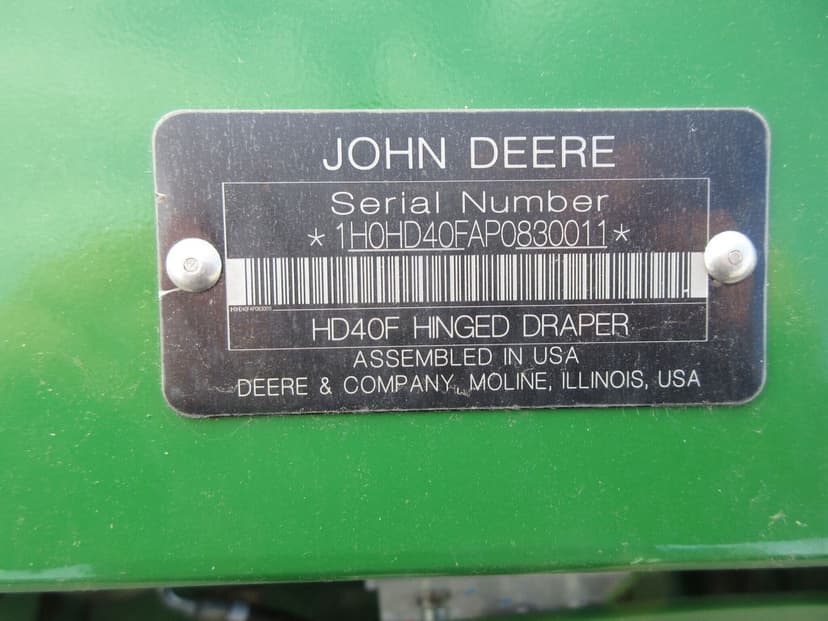 JOHN DEERE
Serial Number
*1H0HD40FAP0830011*
HD40F HINGED DRAPER
ASSEMBLED IN USA
DEERE & COMPANY, MOLINE, ILLINOIS, USA